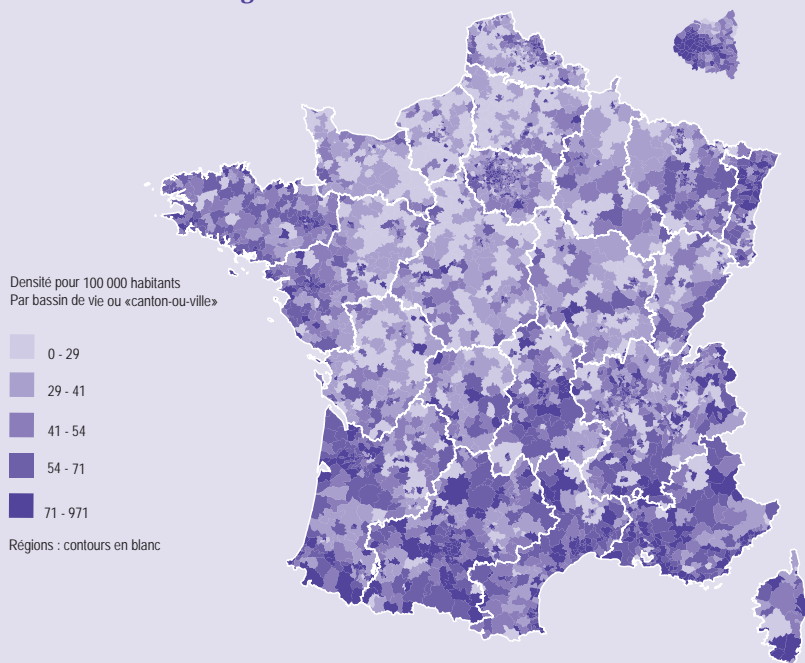 Densité pour 100 000 habitants
Par bassin de vie ou «canton-ou-ville»
0 - 29
29 - 41
41 - 54
54 - 71
71 - 971
Régions : contours en blanc